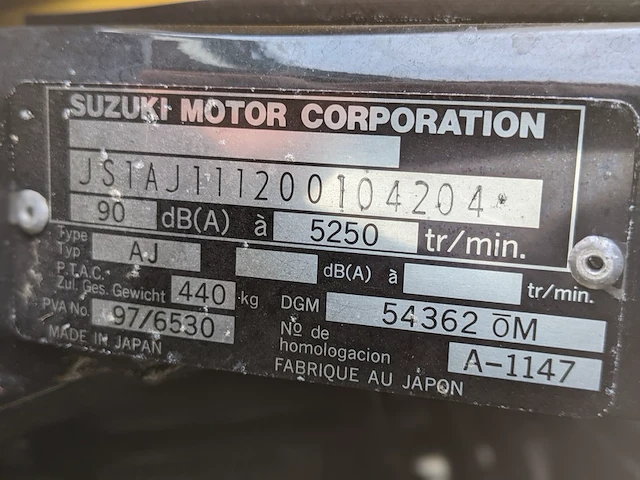 SUZUKI MOTOR CORPORATION
JS1AJ111200104204*
90 dB(A) à 5250 tr/min.
Type
Typ AJ dB(A) à tr/min.
P.T.A.C.
Zul. Ges. Gewicht 440 kg DGM 54362 ŌM
PVA No. 97/6530 Nº de homologacion A-1147
MADE IN JAPAN FABRIQUE AU JAPON